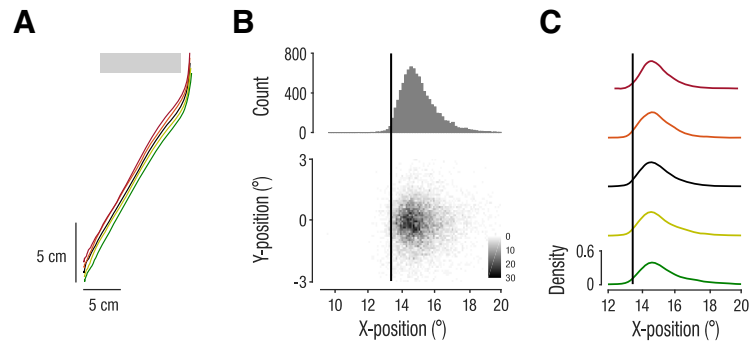 A
5 cm
5 cm
B
800
400
0
Count
3
0
-3
Y-position (°)
0
10
20
30
10 12 14 16 18 20
X-position (°)
C
0.6
0
Density
12 14 16 18 20
X-position (°)